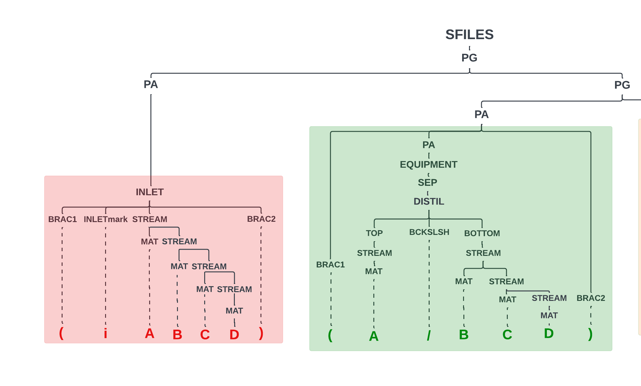 SFILES
PG
PA PG
PA
PA
EQUIPMENT
SEP
INLET DISTIL
BRAC1 INLETmark STREAM BRAC2
TOP BCKSLSH BOTTOM
MAT STREAM
STREAM STREAM
MAT STREAM BRAC1
MAT
MAT STREAM
MAT STREAM
BRAC2
MAT STREAM
MAT
MAT
( i A B C D )
( A / B C D )